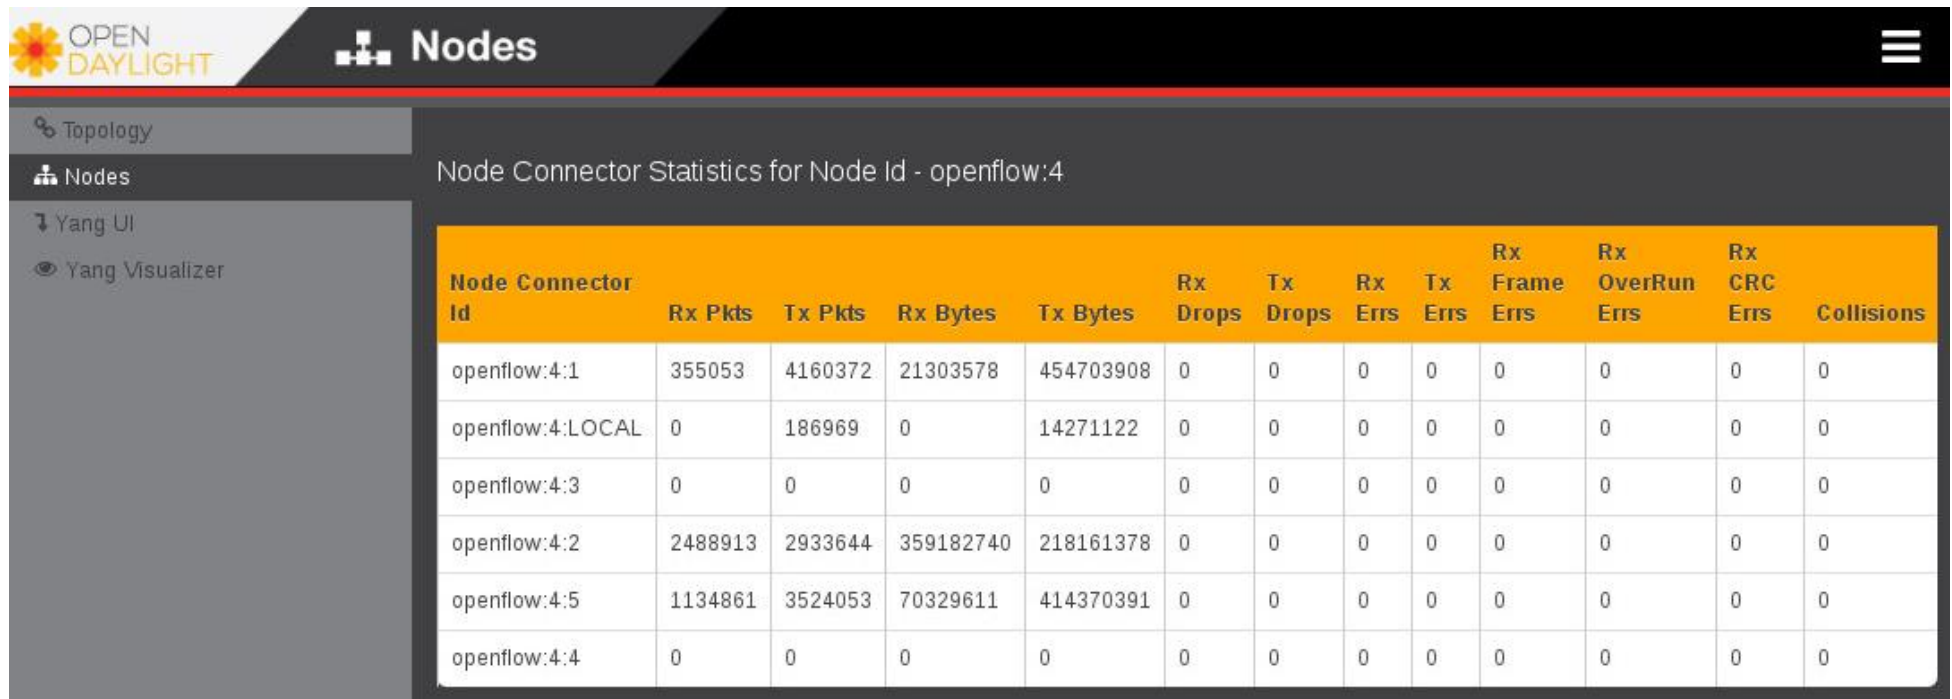 OPEN
DAYLIGHT
Nodes
Topology
Nodes
Yang UI
Yang Visualizer
Node Connector Statistics for Node Id - openflow:4
Node Connector Id Rx Pkts Tx Pkts Rx Bytes Tx Bytes Rx Drops Tx Drops Rx Errs Tx Errs Rx Frame Errs Rx OverRun Errs Rx CRC Errs Collisions
openflow:4:1 355053 4160372 21303578 454703908 0 0 0 0 0 0 0 0
openflow:4:LOCAL 0 186969 0 14271122 0 0 0 0 0 0 0 0
openflow:4:3 0 0 0 0 0 0 0 0 0 0 0 0
openflow:4:2 2488913 2933644 359182740 218161378 0 0 0 0 0 0 0 0
openflow:4:5 1134861 3524053 70329611 414370391 0 0 0 0 0 0 0 0
openflow:4:4 0 0 0 0 0 0 0 0 0 0 0 0